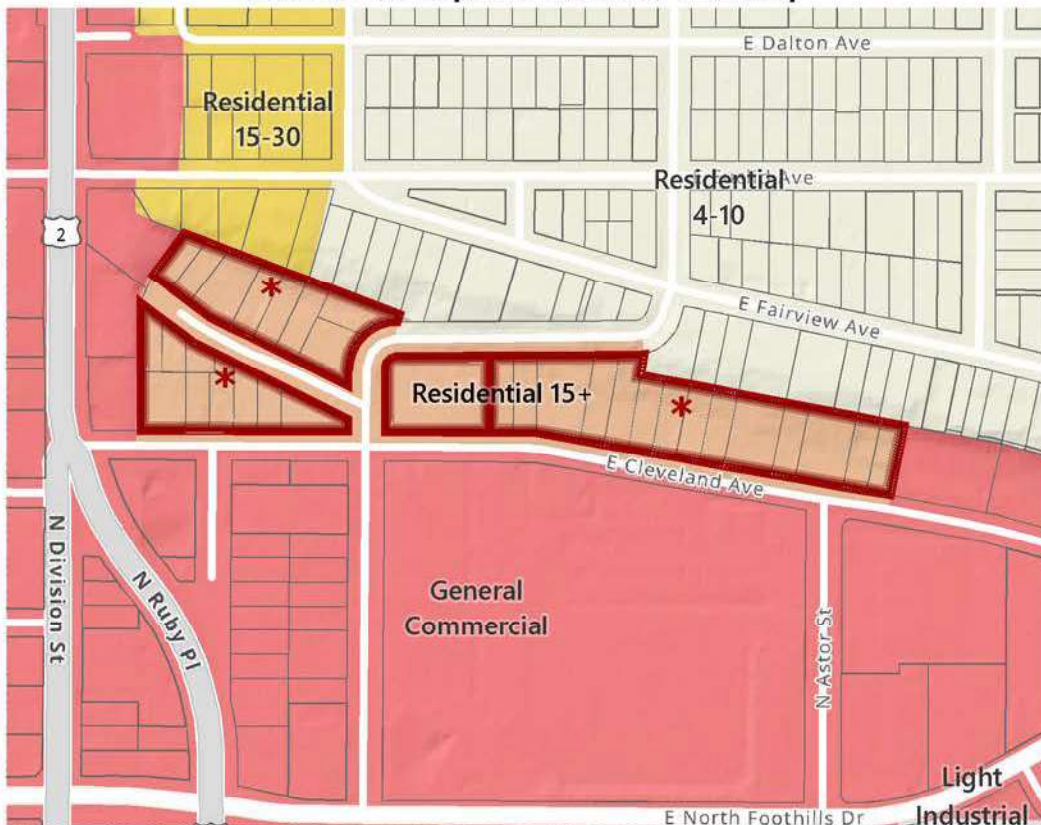 E Dalton Ave
Residential
15-30
Residential
4-10
Ave
2
E Fairview Ave
*
*
Residential 15+
*
E Cleveland Ave
N Division St
N Ruby Pl
General
Commercial
N Astor St
Light
Industrial
E North Foothills Dr